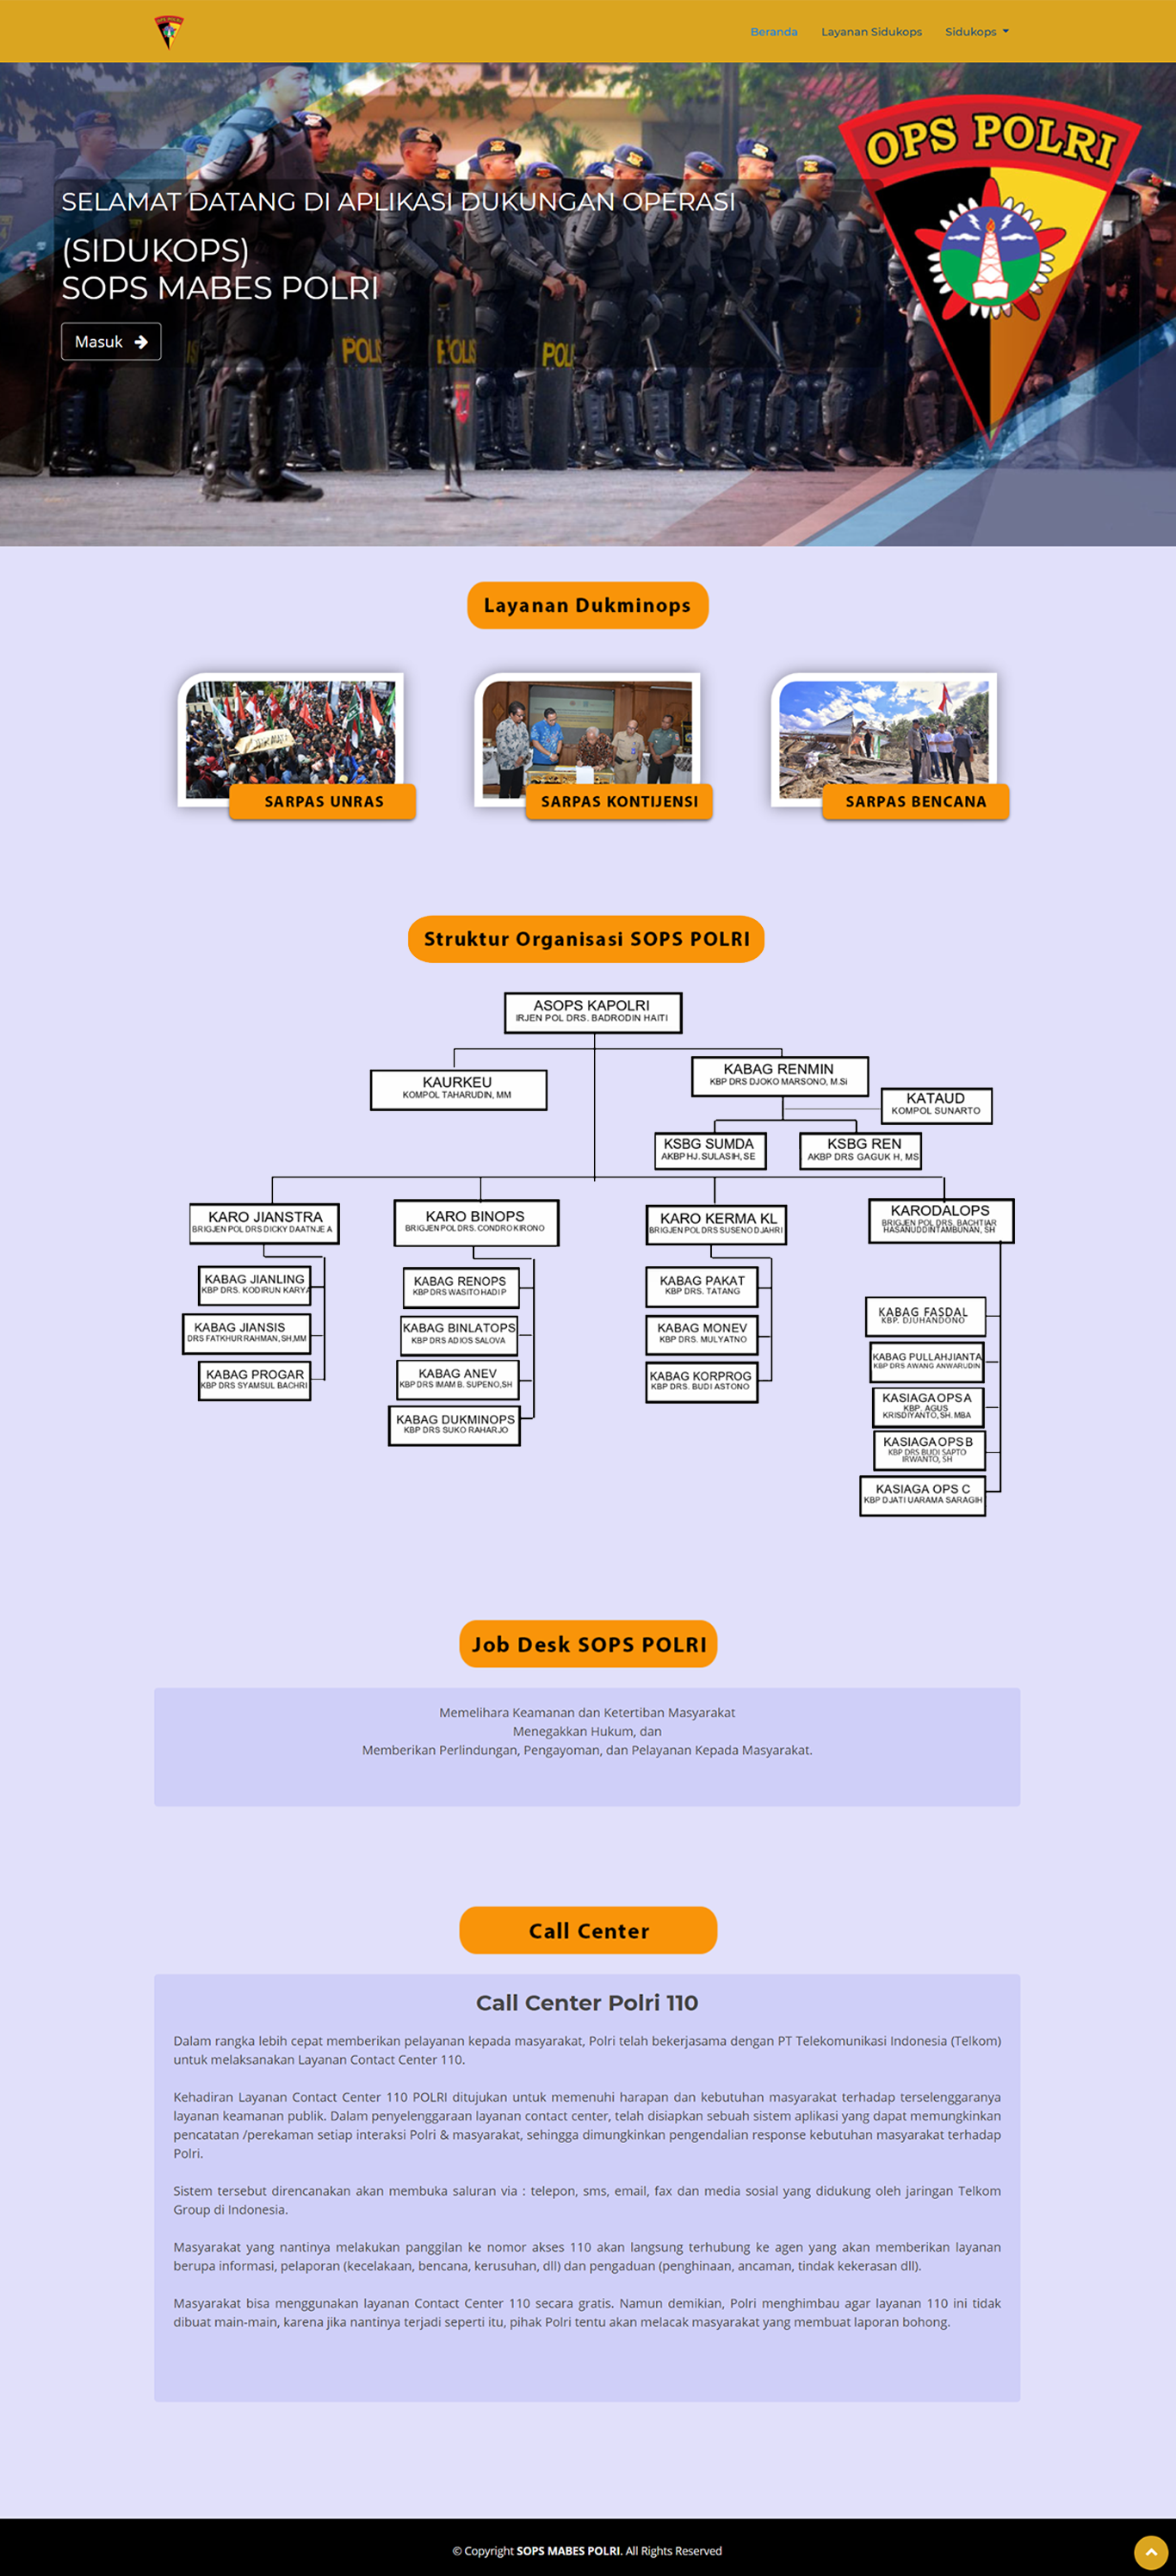 OPS POLRI
Beranda
Layanan Sidukops
Sidukops
OPS POLRI
SELAMAT DATANG DI APLIKASI DUKUNGAN OPERASI
(SIDUKOPS)
SOPS MABES POLRI
Masuk
Layanan Dukminops
SARPAS UNRAS
SARPAS KONTIJENSI
SARPAS BENCANA
Struktur Organisasi SOPS POLRI
ASOPS KAPOLRI
IRJEN POL DRS. BADRODIN HAITI
KAURKEU
KOMPOL TAHARUDIN, MM
KABAG RENMIN
KBP DRS DJOKO MARSONO, M.Si
KATAUD
KOMPOL SUNARTO
KSBG SUMDA
AKBP HJ. SULASIH, SE
KSBG REN
AKBP DRS GAGUK H, MS
KARO JIANSTRA
BRIGJEN POL DRS DICKY DAATNJE A
KABAG JIANLING
KBP DRS. KODIRUN KARYA
KABAG JIANSIS
DRS FATKHUR RAHMAN, SH,MM
KABAG PROGAR
KBP DRS SYAMSUL BACHRI
KARO BINOPS
BRIGJEN POL DRS. CONDRO KIRONO
KABAG RENOPS
KBP DRS WASITO HADI P
KABAG BINLATOPS
KBP DRS ADIOS SALOVA
KABAG ANEV
KBP DRS IMAM B. SUPENO,SH
KABAG DUKMINOPS
KBP DRS SUKO RAHARJO
KARO KERMA KL
BRIGJEN POL DRS SUSENO DJAHRI
KABAG PAKAT
KBP DRS. TATANG
KABAG MONEV
KBP DRS. MULYATNO
KABAG KORPROG
KBP DRS. BUDI ASTONO
KARODALOPS
BRIGJEN POL DRS. BACHTIAR
HASANUDDIN TAMBUNAN, SH
KABAG FASDAL
KBP. DJUHANDONO
KABAG PULLAHJIANTA
KBP DRS AWANG ANWARUDIN
KASIAGA OPS A
KBP. AGUS
KRISDIYANTO, SH. MBA
KASIAGA OPS B
KBP DRS BUDI SAPTO
IRWANTO, SH
KASIAGA OPS C
KBP DJATI UARAMA SARAGIH
Job Desk SOPS POLRI
Memelihara Keamanan dan Ketertiban Masyarakat
Menegakkan Hukum, dan
Memberikan Perlindungan, Pengayoman, dan Pelayanan Kepada Masyarakat.
Call Center
Call Center Polri 110
Dalam rangka lebih cepat memberikan pelayanan kepada masyarakat, Polri telah bekerjasama dengan PT Telekomunikasi Indonesia (Telkom)
untuk melaksanakan Layanan Contact Center 110.
Kehadiran Layanan Contact Center 110 POLRI ditujukan untuk memenuhi harapan dan kebutuhan masyarakat terhadap terselenggaranya
layanan keamanan publik. Dalam penyelenggaraan layanan contact center, telah disiapkan sebuah sistem aplikasi yang dapat memungkinkan
pencatatan /perekaman setiap interaksi Polri & masyarakat, sehingga dimungkinkan pengendalian response kebutuhan masyarakat terhadap
Polri.
Sistem tersebut direncanakan akan membuka saluran via : telepon, sms, email, fax dan media sosial yang didukung oleh jaringan Telkom
Group di Indonesia.
Masyarakat yang nantinya melakukan panggilan ke nomor akses 110 akan langsung terhubung ke agen yang akan memberikan layanan
berupa informasi, pelaporan (kecelakaan, bencana, kerusuhan, dll) dan pengaduan (penghinaan, ancaman, tindak kekerasan dll).
Masyarakat bisa menggunakan layanan Contact Center 110 secara gratis. Namun demikian, Polri menghimbau agar layanan 110 ini tidak
dibuat main-main, karena jika nantinya terjadi seperti itu, pihak Polri tentu akan melacak masyarakat yang membuat laporan bohong.
© Copyright SOPS MABES POLRI. All Rights Reserved